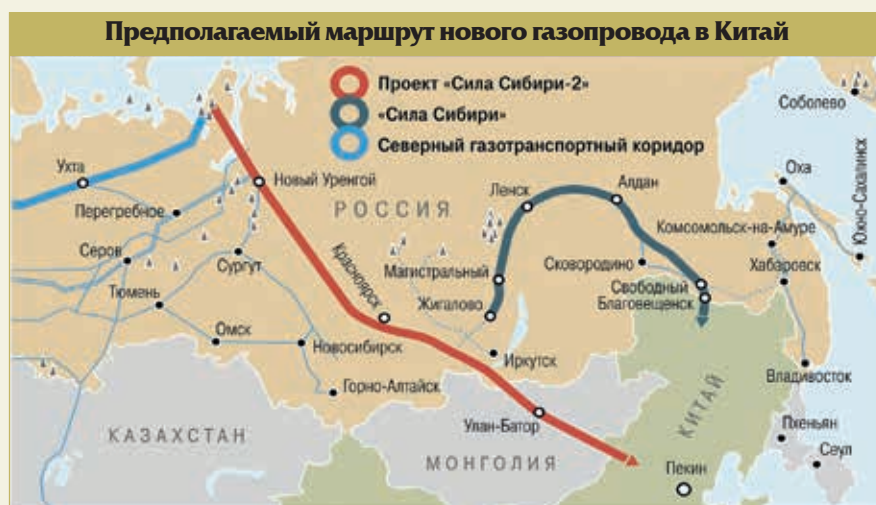 Предполагаемый маршрут нового газопровода в Китай
Проект «Сила Сибири-2»
«Сила Сибири»
Северный газотранспортный коридор
Соболево
Ухта
Новый Уренгой
Ленск
Алдан
Оха
Южно-Сахалинск
Перегребное
РОССИЯ
Комсомольск-на-Амуре
Серов
Сургут
Красноярск
Магистральный
Сковородино
Хабаровск
Тюмень
Жигалово
Свободный
Благовещенск
Омск
Новосибирск
Иркутск
Горно-Алтайск
Владивосток
КАЗАХСТАН
Улан-Батор
КИТАЙ
Пхеньян
МОНГОЛИЯ
Сеул
Пекин